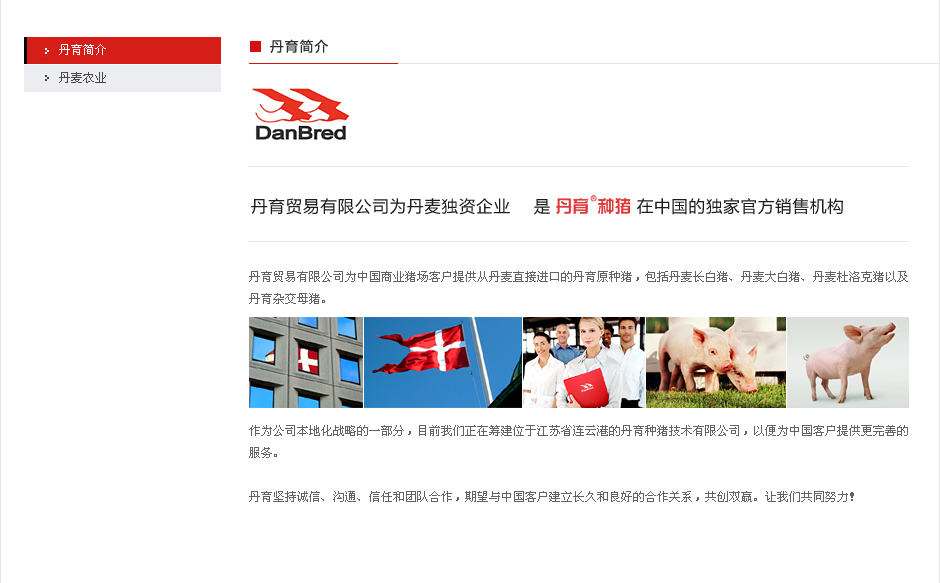 丹育简介
丹麦农业
丹育简介
DanBred
丹育贸易有限公司为丹麦独资企业 是 丹育®种猪 在中国的独家官方销售机构
丹育贸易有限公司为中国商业猪场客户提供从丹麦直接进口的丹育原种猪，包括丹麦长白猪、丹麦大白猪、丹麦杜洛克猪以及
丹育杂交母猪。
作为公司本地化战略的一部分，目前我们正在筹建位于江苏省连云港的丹育种猪技术有限公司，以便为中国客户提供更完善的
服务。
丹育坚持诚信、沟通、信任和团队合作，期望与中国客户建立长久和良好的合作关系，共创双赢。让我们共同努力！